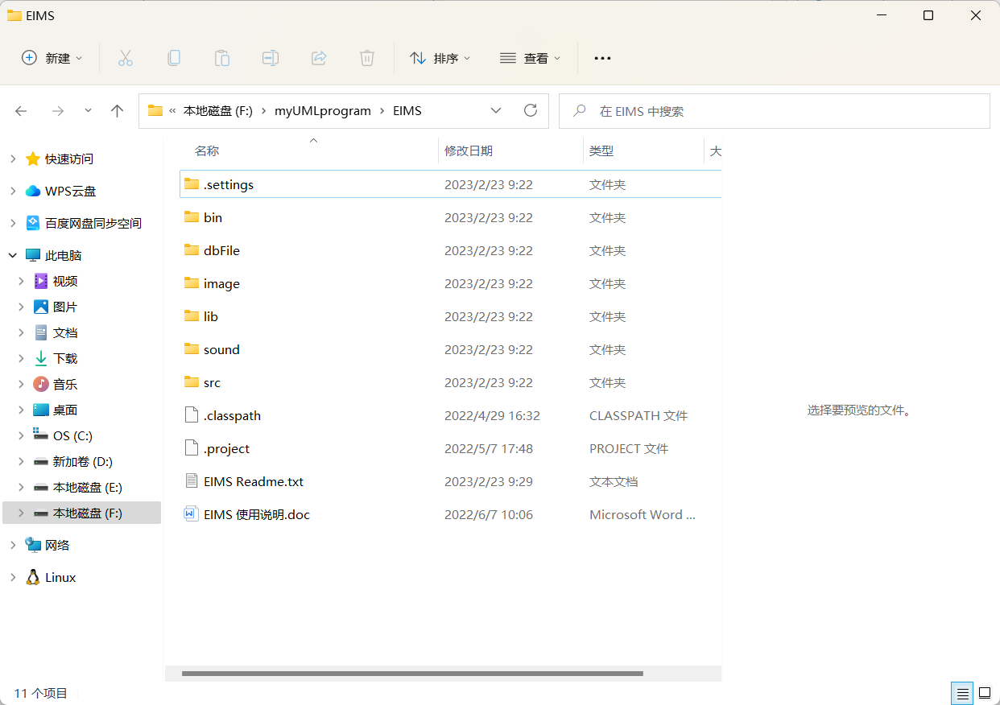 EIMS
新建 排序 查看
« 本地磁盘 (F:) > myUMLprogram > EIMS 在 EIMS 中搜索
快速访问
WPS云盘
百度网盘同步空间
此电脑
视频
图片
文档
下载
音乐
桌面
OS (C:)
新加卷 (D:)
本地磁盘 (E:)
本地磁盘 (F:)
网络
Linux
名称 修改日期 类型 大
.settings 2023/2/23 9:22 文件夹
bin 2023/2/23 9:22 文件夹
dbFile 2023/2/23 9:22 文件夹
image 2023/2/23 9:22 文件夹
lib 2023/2/23 9:22 文件夹
sound 2023/2/23 9:22 文件夹
src 2023/2/23 9:22 文件夹
.classpath 2022/4/29 16:32 CLASSPATH 文件
.project 2022/5/7 17:48 PROJECT 文件
EIMS Readme.txt 2023/2/23 9:29 文本文档
EIMS 使用说明.doc 2022/6/7 10:06 Microsoft Word ...
选择要预览的文件。
11 个项目